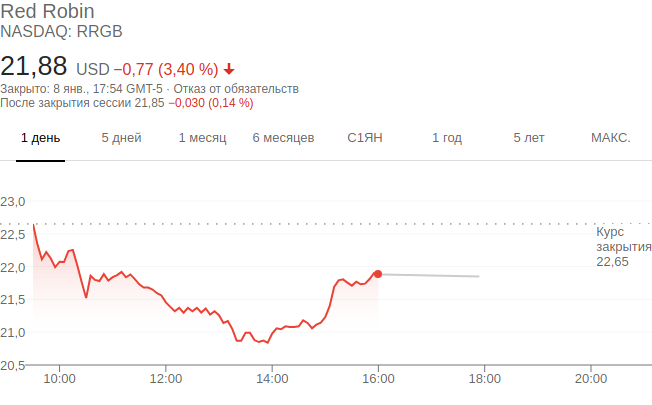 Red Robin
NASDAQ: RRGB
21,88 USD −0,77 (3,40 %)
Закрыто: 8 янв., 17:54 GMT-5 · Отказ от обязательств
После закрытия сессии 21,85 −0,030 (0,14 %)
1 день 5 дней 1 месяц 6 месяцев С1ЯН 1 год 5 лет МАКС.
23,0
22,5
22,0
21,5
21,0
20,5
Курс
закрытия
22,65
10:00 12:00 14:00 16:00 18:00 20:00